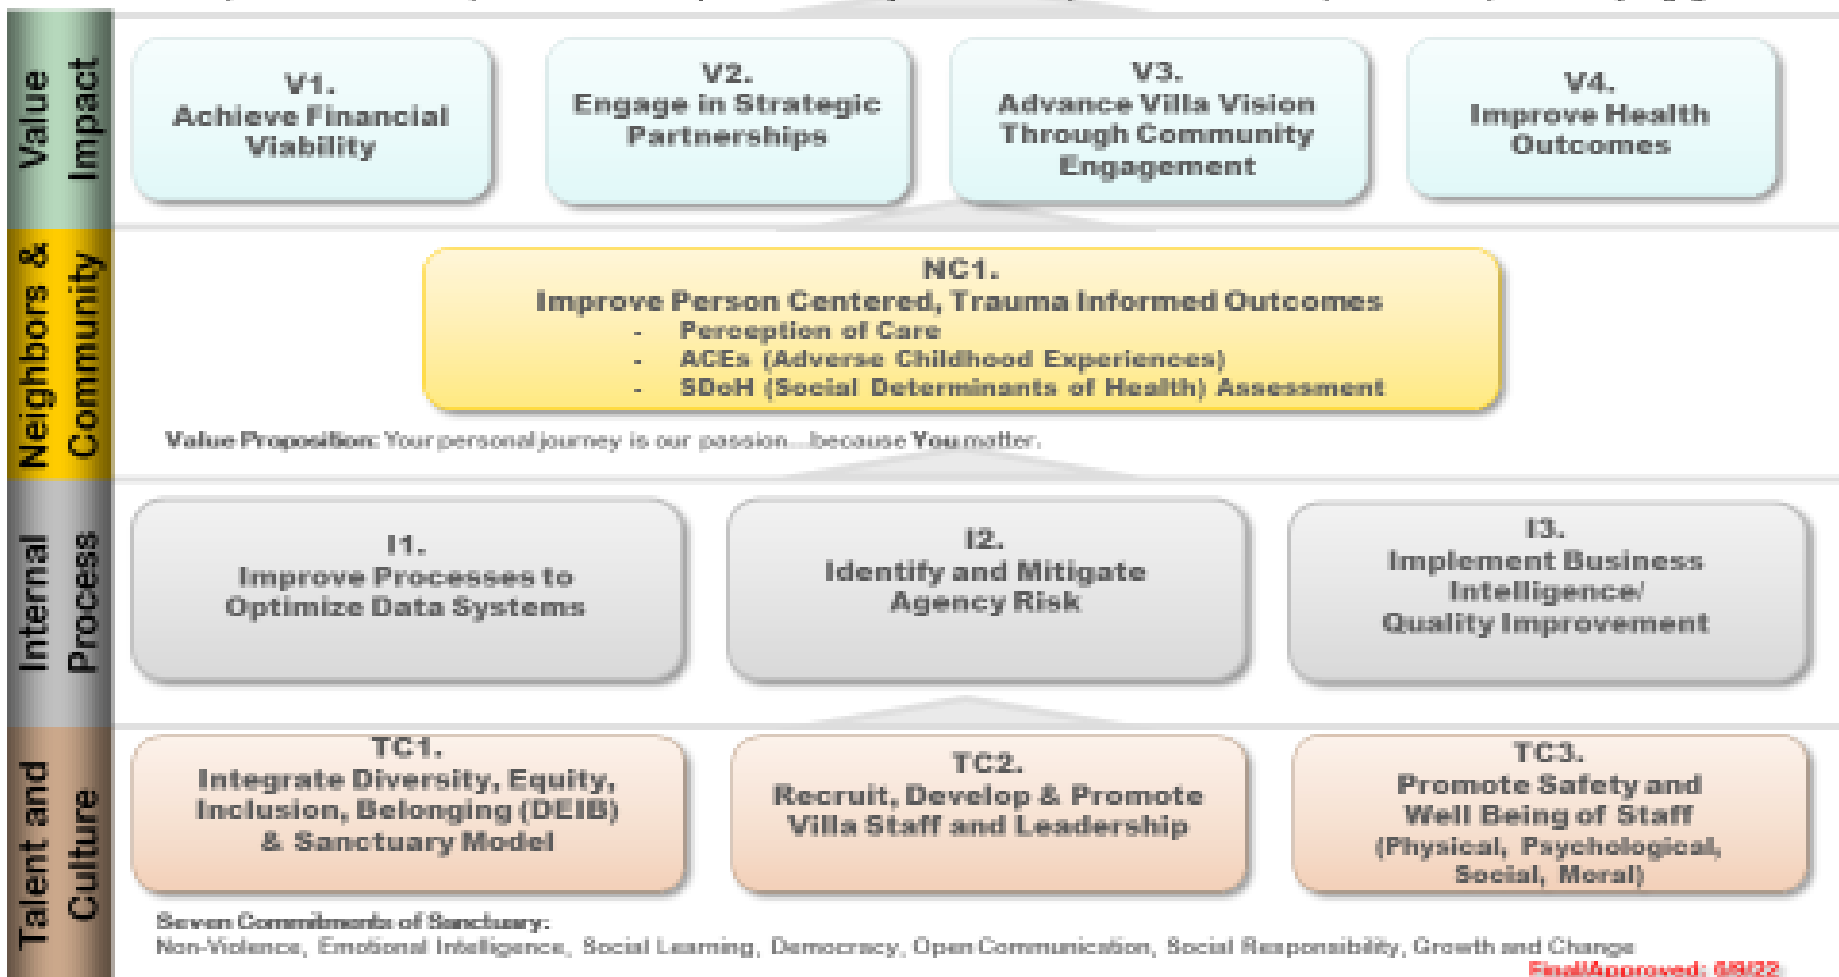 Value Impact
V1.
Achieve Financial
Viability
V2.
Engage in Strategic
Partnerships
V3.
Advance Villa Vision
Through Community
Engagement
V4.
Improve Health
Outcomes
Neighbors &
Community
NC1.
Improve Person Centered, Trauma Informed Outcomes
- Perception of Care
- ACEs (Adverse Childhood Experiences)
- SDoH (Social Determinants of Health) Assessment
Value Proposition: Your personal journey is our passion...because You matter.
Internal
Process
I1.
Improve Processes to
Optimize Data Systems
I2.
Identify and Mitigate
Agency Risk
I3.
Implement Business
Intelligence/
Quality Improvement
Talent and
Culture
TC1.
Integrate Diversity, Equity,
Inclusion, Belonging (DEIB)
& Sanctuary Model
TC2.
Recruit, Develop & Promote
Villa Staff and Leadership
TC3.
Promote Safety and
Well Being of Staff
(Physical, Psychological,
Social, Moral)
Seven Commitments of Sanctuary:
Non-Violence, Emotional Intelligence, Social Learning, Democracy, Open Communication, Social Responsibility, Growth and Change
Final/Approved: